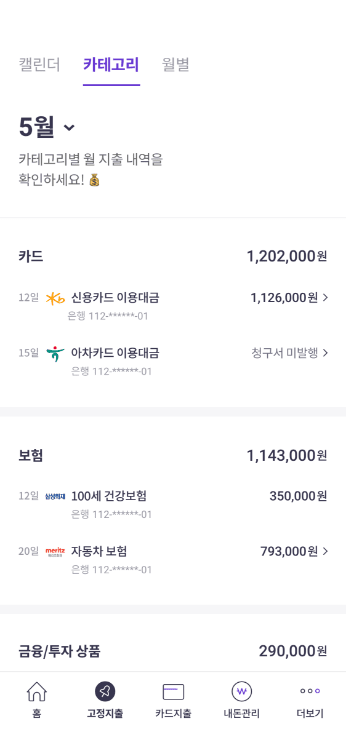 캘린더 카테고리 월별
5월
카테고리별 월 지출 내역을
확인하세요!
카드 1,202,000원
12일 신용카드 이용대금 1,126,000원
은행 112-******-01
15일 아차카드 이용대금 청구서 미발행
은행 112-******-01
보험 1,143,000원
12일 삼성화재 100세 건강보험 350,000원
은행 112-******-01
20일 meritz 자동차 보험 793,000원
은행 112-******-01
금융/투자 상품 290,000원
홈 고정지출 카드지출 내돈관리 더보기